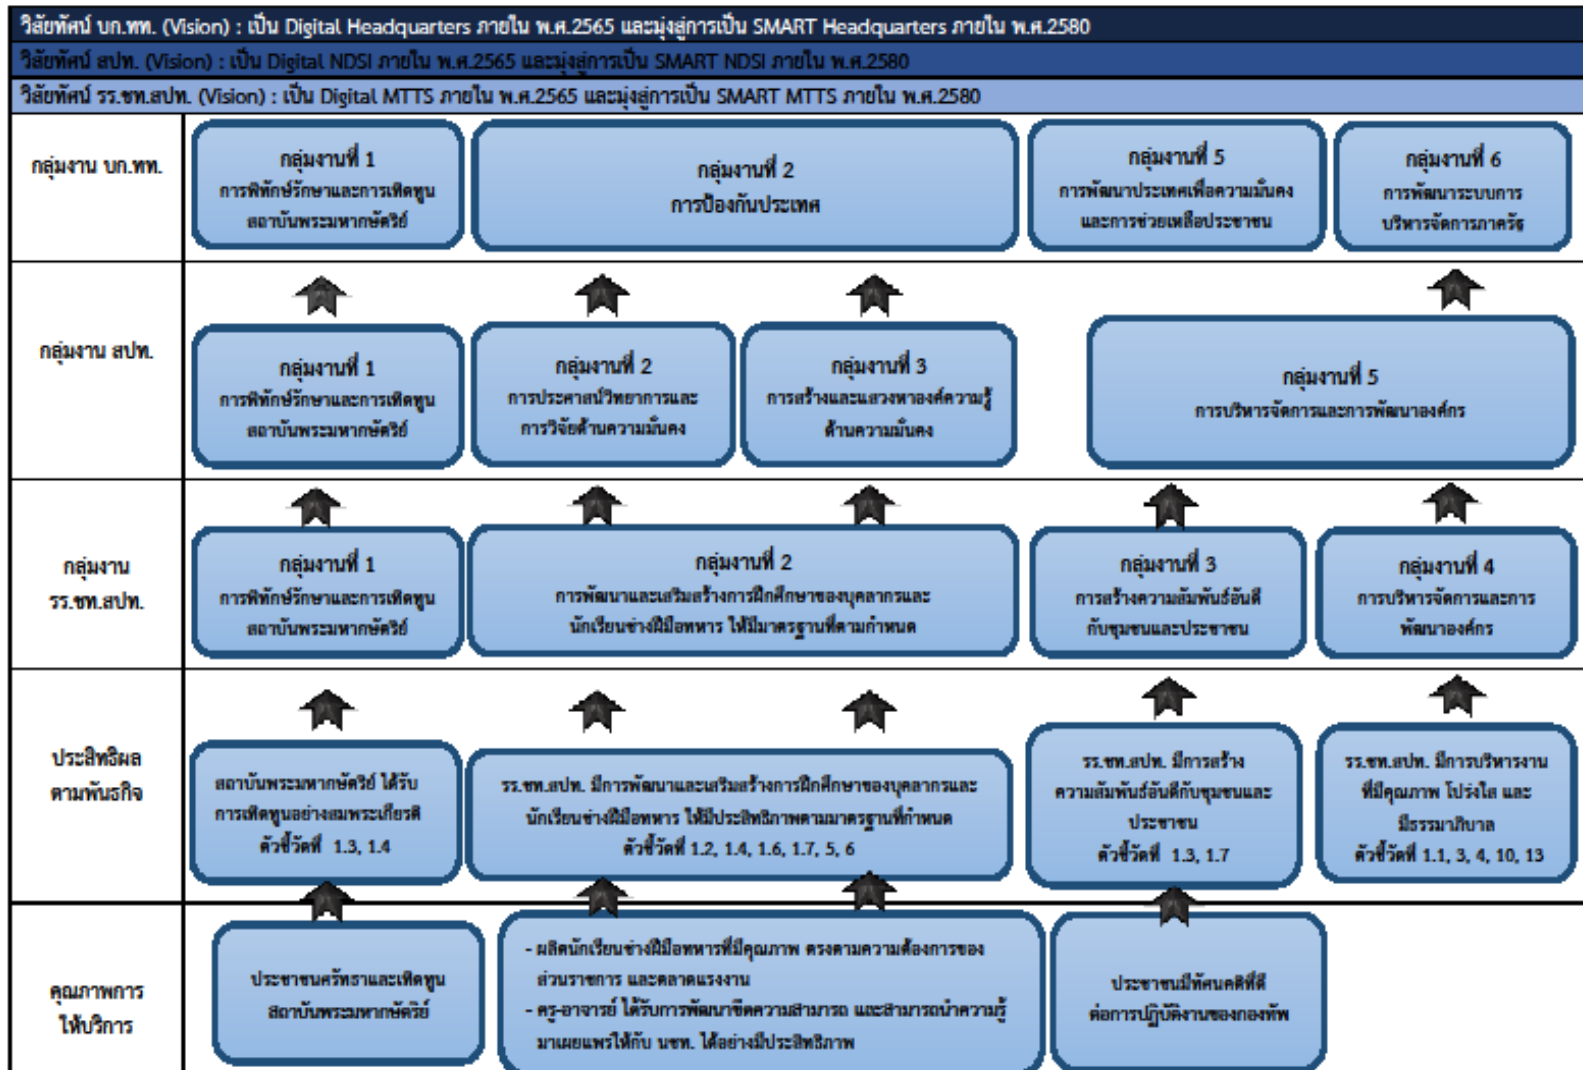 วิสัยทัศน์ บก.ทท. (Vision) : เป็น Digital Headquarters ภายใน พ.ศ.2565 และมุ่งสู่การเป็น SMART Headquarters ภายใน พ.ศ.2580
วิสัยทัศน์ สปท. (Vision) : เป็น Digital NDSI ภายใน พ.ศ.2565 และมุ่งสู่การเป็น SMART NDSI ภายใน พ.ศ.2580
วิสัยทัศน์ รร.ชท.สปท. (Vision) : เป็น Digital MTTS ภายใน พ.ศ.2565 และมุ่งสู่การเป็น SMART MTTS ภายใน พ.ศ.2580
กลุ่มงาน บก.ทท.
กลุ่มงานที่ 1
การพิทักษ์รักษาและการเทิดทูน
สถาบันพระมหากษัตริย์
กลุ่มงานที่ 2
การป้องกันประเทศ
กลุ่มงานที่ 5
การพัฒนาประเทศเพื่อความมั่นคง
และการช่วยเหลือประชาชน
กลุ่มงานที่ 6
การพัฒนาระบบการ
บริหารจัดการภาครัฐ
กลุ่มงาน สปท.
กลุ่มงานที่ 1
การพิทักษ์รักษาและการเทิดทูน
สถาบันพระมหากษัตริย์
กลุ่มงานที่ 2
การประศาสน์วิทยาการและ
การวิจัยด้านความมั่นคง
กลุ่มงานที่ 3
การสร้างและแสวงหาองค์ความรู้
ด้านความมั่นคง
กลุ่มงานที่ 5
การบริหารจัดการและการพัฒนาองค์กร
กลุ่มงาน
รร.ชท.สปท.
กลุ่มงานที่ 1
การพิทักษ์รักษาและการเทิดทูน
สถาบันพระมหากษัตริย์
กลุ่มงานที่ 2
การพัฒนาและเสริมสร้างการฝึกศึกษาของบุคลากรและ
นักเรียนช่างฝีมือทหาร ให้มีมาตรฐานที่ตามกำหนด
กลุ่มงานที่ 3
การสร้างความสัมพันธ์อันดี
กับชุมชนและประชาชน
กลุ่มงานที่ 4
การบริหารจัดการและการ
พัฒนาองค์กร
ประสิทธิผล
ตามพันธกิจ
สถาบันพระมหากษัตริย์ ได้รับ
การเทิดทูนอย่างสมพระเกียรติ
ตัวชี้วัดที่ 1.3, 1.4
รร.ชท.สปท. มีการพัฒนาและเสริมสร้างการฝึกศึกษาของบุคลากรและ
นักเรียนช่างฝีมือทหาร ให้มีประสิทธิภาพตามมาตรฐานที่กำหนด
ตัวชี้วัดที่ 1.2, 1.4, 1.6, 1.7, 5, 6
รร.ชท.สปท. มีการสร้าง
ความสัมพันธ์อันดีกับชุมชนและ
ประชาชน
ตัวชี้วัดที่ 1.3, 1.7
รร.ชท.สปท. มีการบริหารงาน
ที่มีคุณภาพ โปร่งใส และ
มีธรรมาภิบาล
ตัวชี้วัดที่ 1.1, 3, 4, 10, 13
คุณภาพการ
ให้บริการ
ประชาชนศรัทธาและเทิดทูน
สถาบันพระมหากษัตริย์
- ผลิตนักเรียนช่างฝีมือทหารที่มีคุณภาพ ตรงตามความต้องการของ
ส่วนราชการ และตลาดแรงงาน
- ครู-อาจารย์ ได้รับการพัฒนาขีดความสามารถ และสามารถนำความรู้
มาเผยแพร่ให้กับ นชท. ได้อย่างมีประสิทธิภาพ
ประชาชนมีทัศนคติที่ดี
ต่อการปฏิบัติงานของกองทัพ